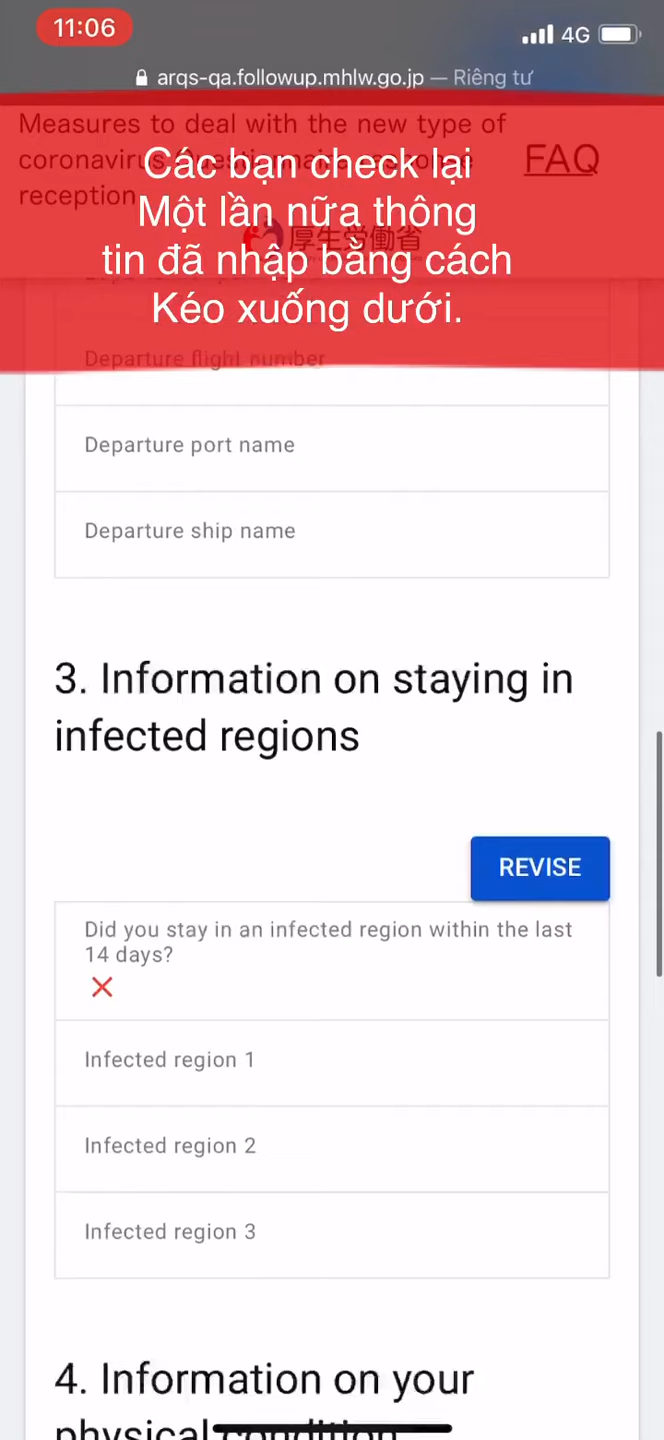 11:06
4G
arqs-qa.followup.mhlw.go.jp — Riêng tư
Measures to deal with the new type of
coronavirus
reception
FAQ
厚生労働省
Các bạn check lại
Một lần nữa thông
tin đã nhập bằng cách
Kéo xuống dưới.
Departure flight number
Departure port name
Departure ship name
3. Information on staying in
infected regions
REVISE
Did you stay in an infected region within the last
14 days?
Infected region 1
Infected region 2
Infected region 3
4. Information on your
physical condition